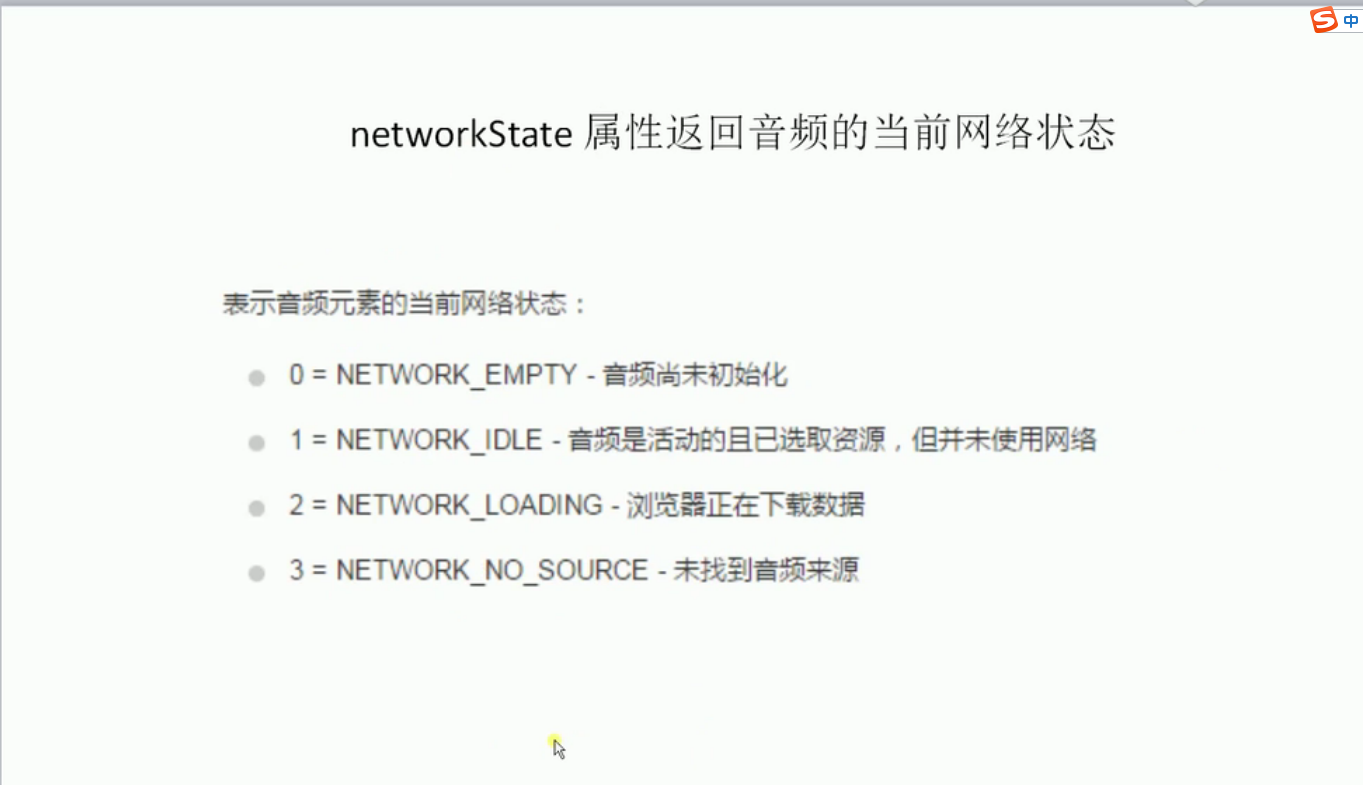 中
networkState 属性返回音频的当前网络状态
表示音频元素的当前网络状态：
0 = NETWORK_EMPTY - 音频尚未初始化
1 = NETWORK_IDLE - 音频是活动的且已选取资源，但并未使用网络
2 = NETWORK_LOADING - 浏览器正在下载数据
3 = NETWORK_NO_SOURCE - 未找到音频来源